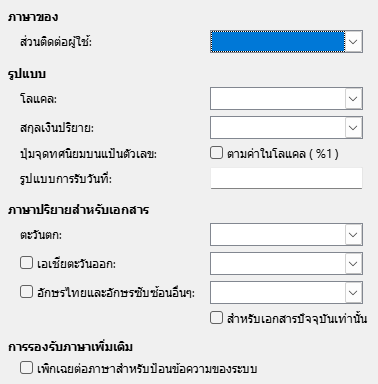 ภาษาของ
ส่วนติดต่อผู้ใช้:
รูปแบบ
โลแคล:
สกุลเงินปริยาย:
ปุ่มจุดทศนิยมบนแป้นตัวเลข: ตามค่าในโลแคล ( %1 )
รูปแบบการรับวันที่:
ภาษาปริยายสำหรับเอกสาร
ตะวันตก:
เอเชียตะวันออก:
อักษรไทยและอักษรซับซ้อนอื่นๆ:
สำหรับเอกสารปัจจุบันเท่านั้น
การรองรับภาษาเพิ่มเติม
เพิกเฉยต่อภาษาสำหรับป้อนข้อความของระบบ